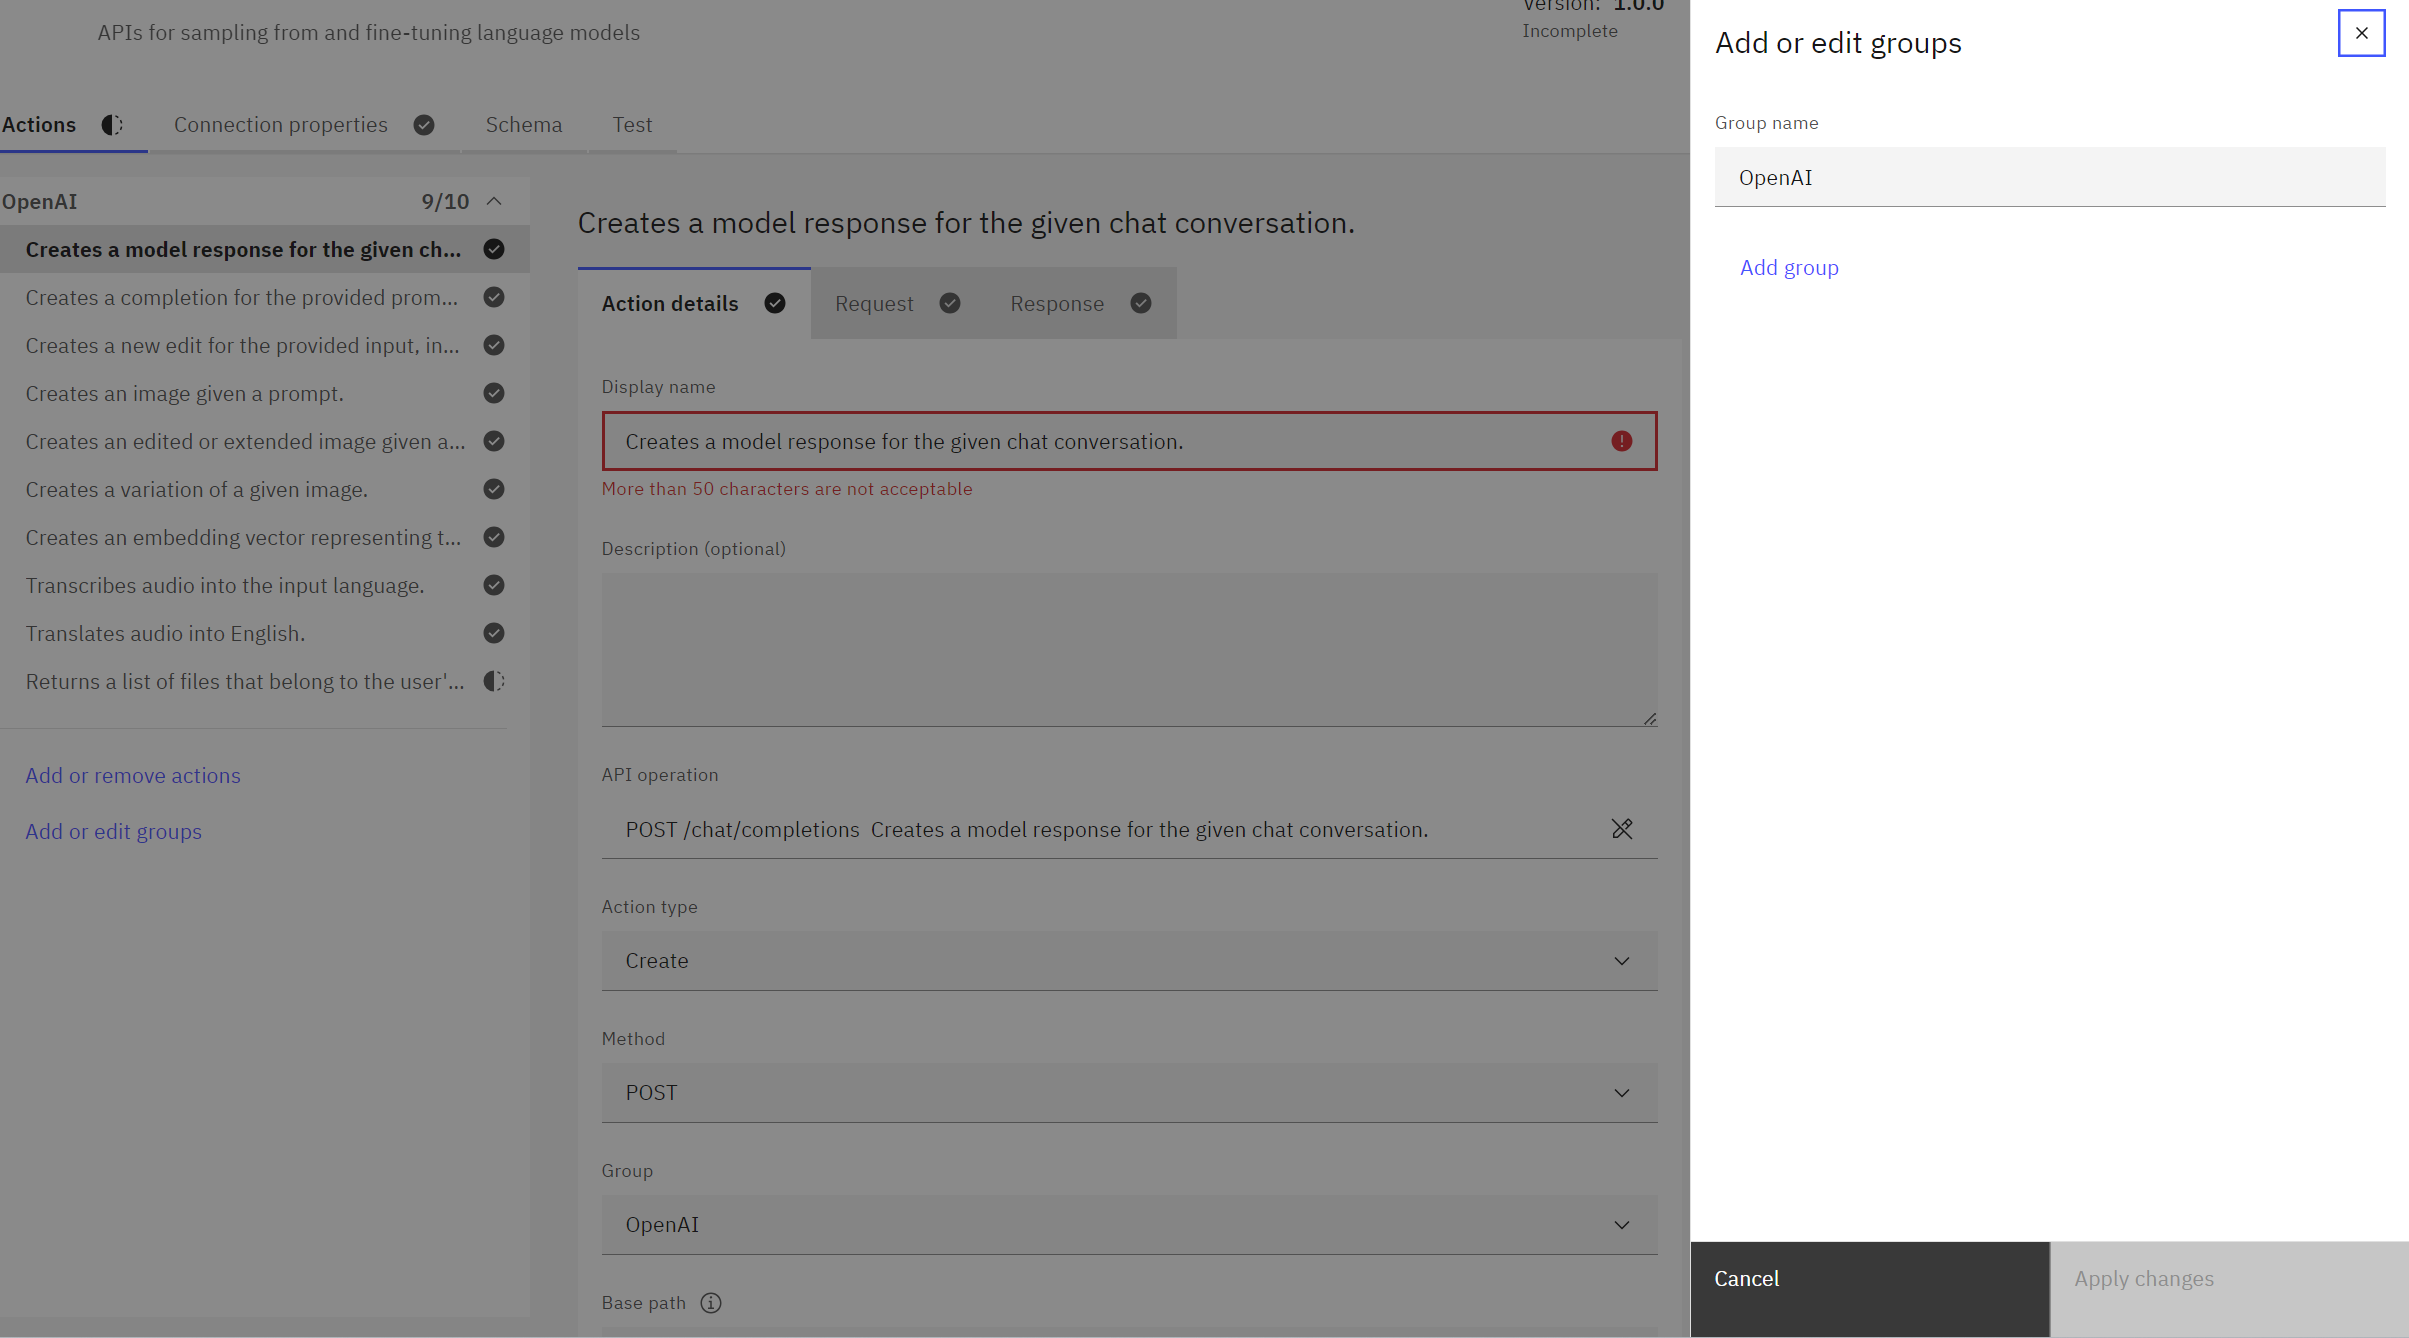 APIs for sampling from and fine-tuning language models
Version: 1.0.0
Incomplete
Actions
Connection properties
Schema
Test
OpenAI 9/10
Creates a model response for the given ch...
Creates a completion for the provided prom...
Creates a new edit for the provided input, in...
Creates an image given a prompt.
Creates an edited or extended image given a...
Creates a variation of a given image.
Creates an embedding vector representing t...
Transcribes audio into the input language.
Translates audio into English.
Returns a list of files that belong to the user'...
Add or remove actions
Add or edit groups
Creates a model response for the given chat conversation.
Action details
Request
Response
Display name
Creates a model response for the given chat conversation.
More than 50 characters are not acceptable
Description (optional)
API operation
POST /chat/completions Creates a model response for the given chat conversation.
Action type
Create
Method
POST
Group
OpenAI
Base path
Add or edit groups
Group name
OpenAI
Add group
Cancel
Apply changes